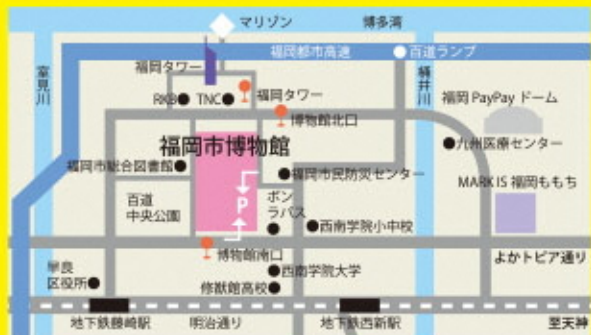 マリゾン
博多湾
福岡都市高速
百道ランプ
室見川
福岡タワー
樋井川
RKB
TNC
福岡タワー
福岡 PayPay ドーム
博物館北口
福岡市博物館
九州医療センター
福岡市総合図書館
福岡市民防災センター
MARK IS 福岡ももち
百道
中央公園
P
ボン
ラパス
西南学院小中校
博物館南口
よかトピア通り
早良
区役所
西南学院大学
修猷館高校
地下鉄藤崎駅
明治通り
地下鉄西新駅
至天神